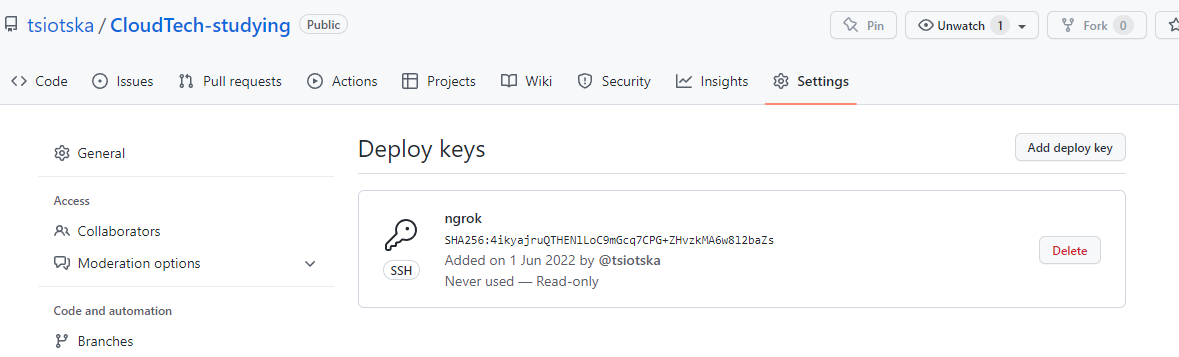 tsiotska / CloudTech-studying Public
Pin Unwatch 1 Fork 0
Code Issues Pull requests Actions Projects Wiki Security Insights Settings
General
Access
Collaborators
Moderation options
Code and automation
Branches
Deploy keys
Add deploy key
ngrok
SHA256:4ikyajruQTHENlLoC9mGcq7CPG+ZHvzkMA6w8l2baZs
Added on 1 Jun 2022 by @tsiotska
Never used — Read-only
SSH
Delete